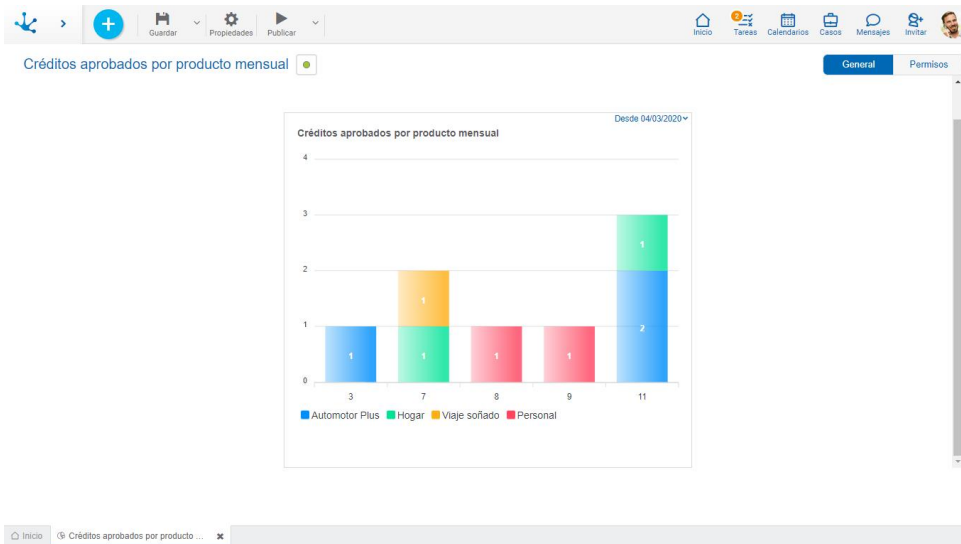 Guardar
Propiedades
Publicar
Inicio
2
Tareas
Calendarios
Casos
Mensajes
Invitar
Créditos aprobados por producto mensual
General
Permisos
Desde 04/03/2020
Créditos aprobados por producto mensual
4
3
2
1
0
1
1
1
1
1
2
1
3
7
8
9
11
Automotor Plus
Hogar
Viaje soñado
Personal
Inicio
Créditos aprobados por producto ...